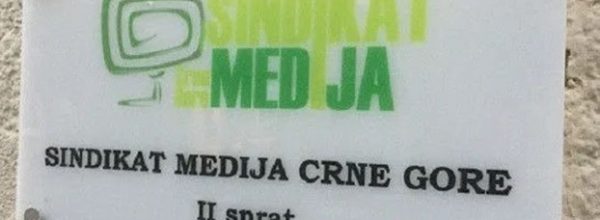 SINDIKAT
MEDIJA
SINDIKAT MEDIJA CRNE GORE
II sprat